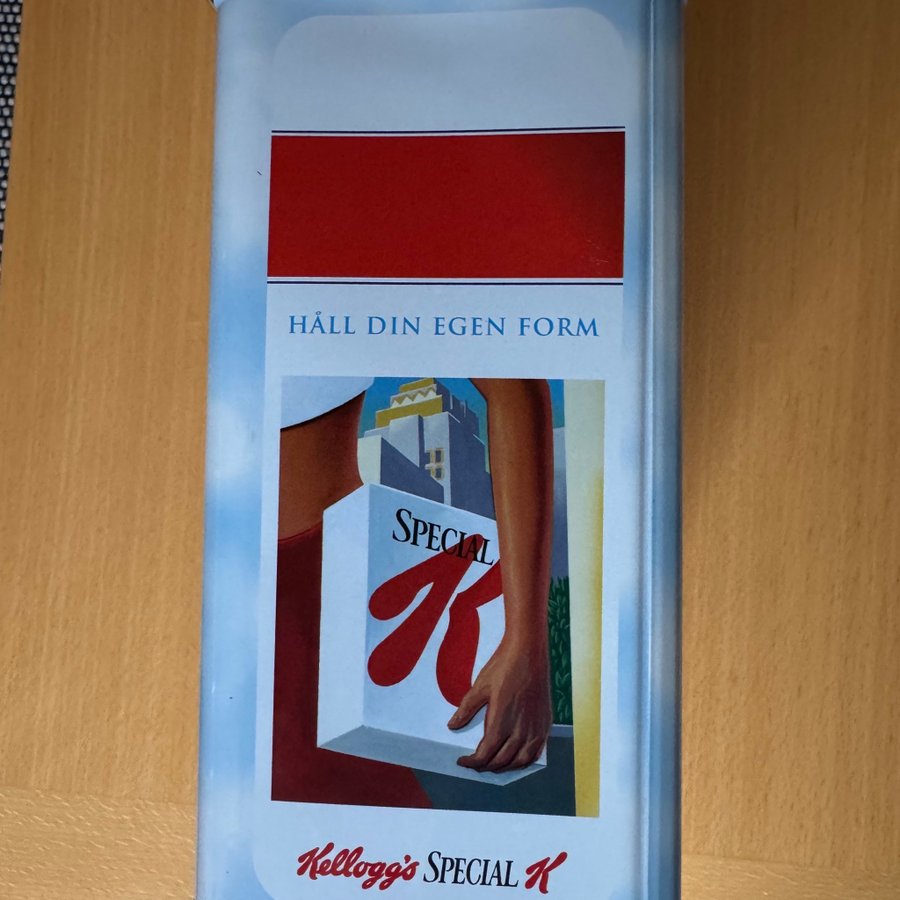 HÅLL DIN EGEN FORM
SPECIAL
K
Kellogg's SPECIAL K